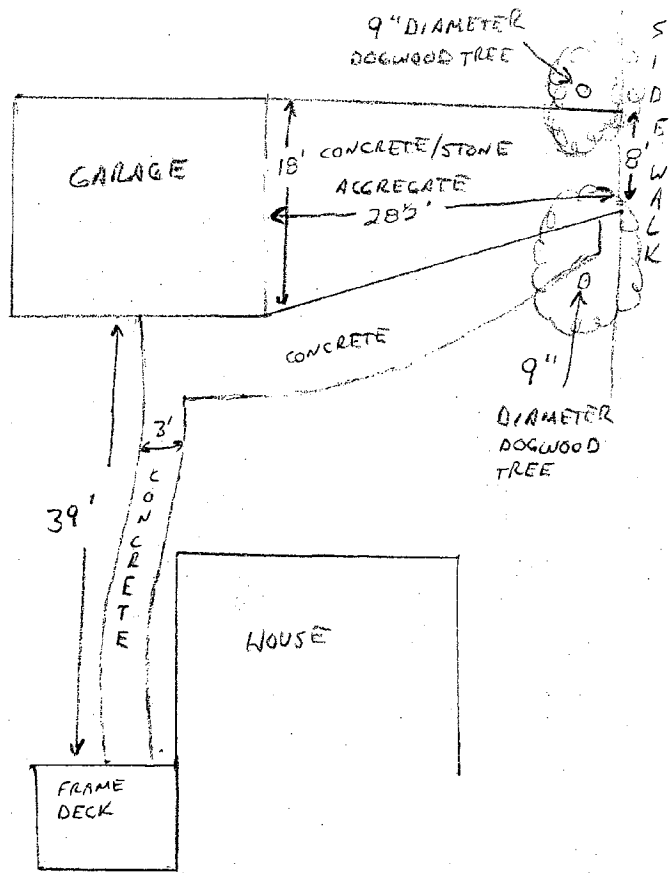 9" DIAMETER
DOGWOOD TREE
SIDEWALK
GARAGE
18'
CONCRETE/STONE
AGGREGATE
28½'
8'
CONCRETE
9"
DIAMETER
DOGWOOD
TREE
3'
CONCRETE
39'
HOUSE
FRAME
DECK